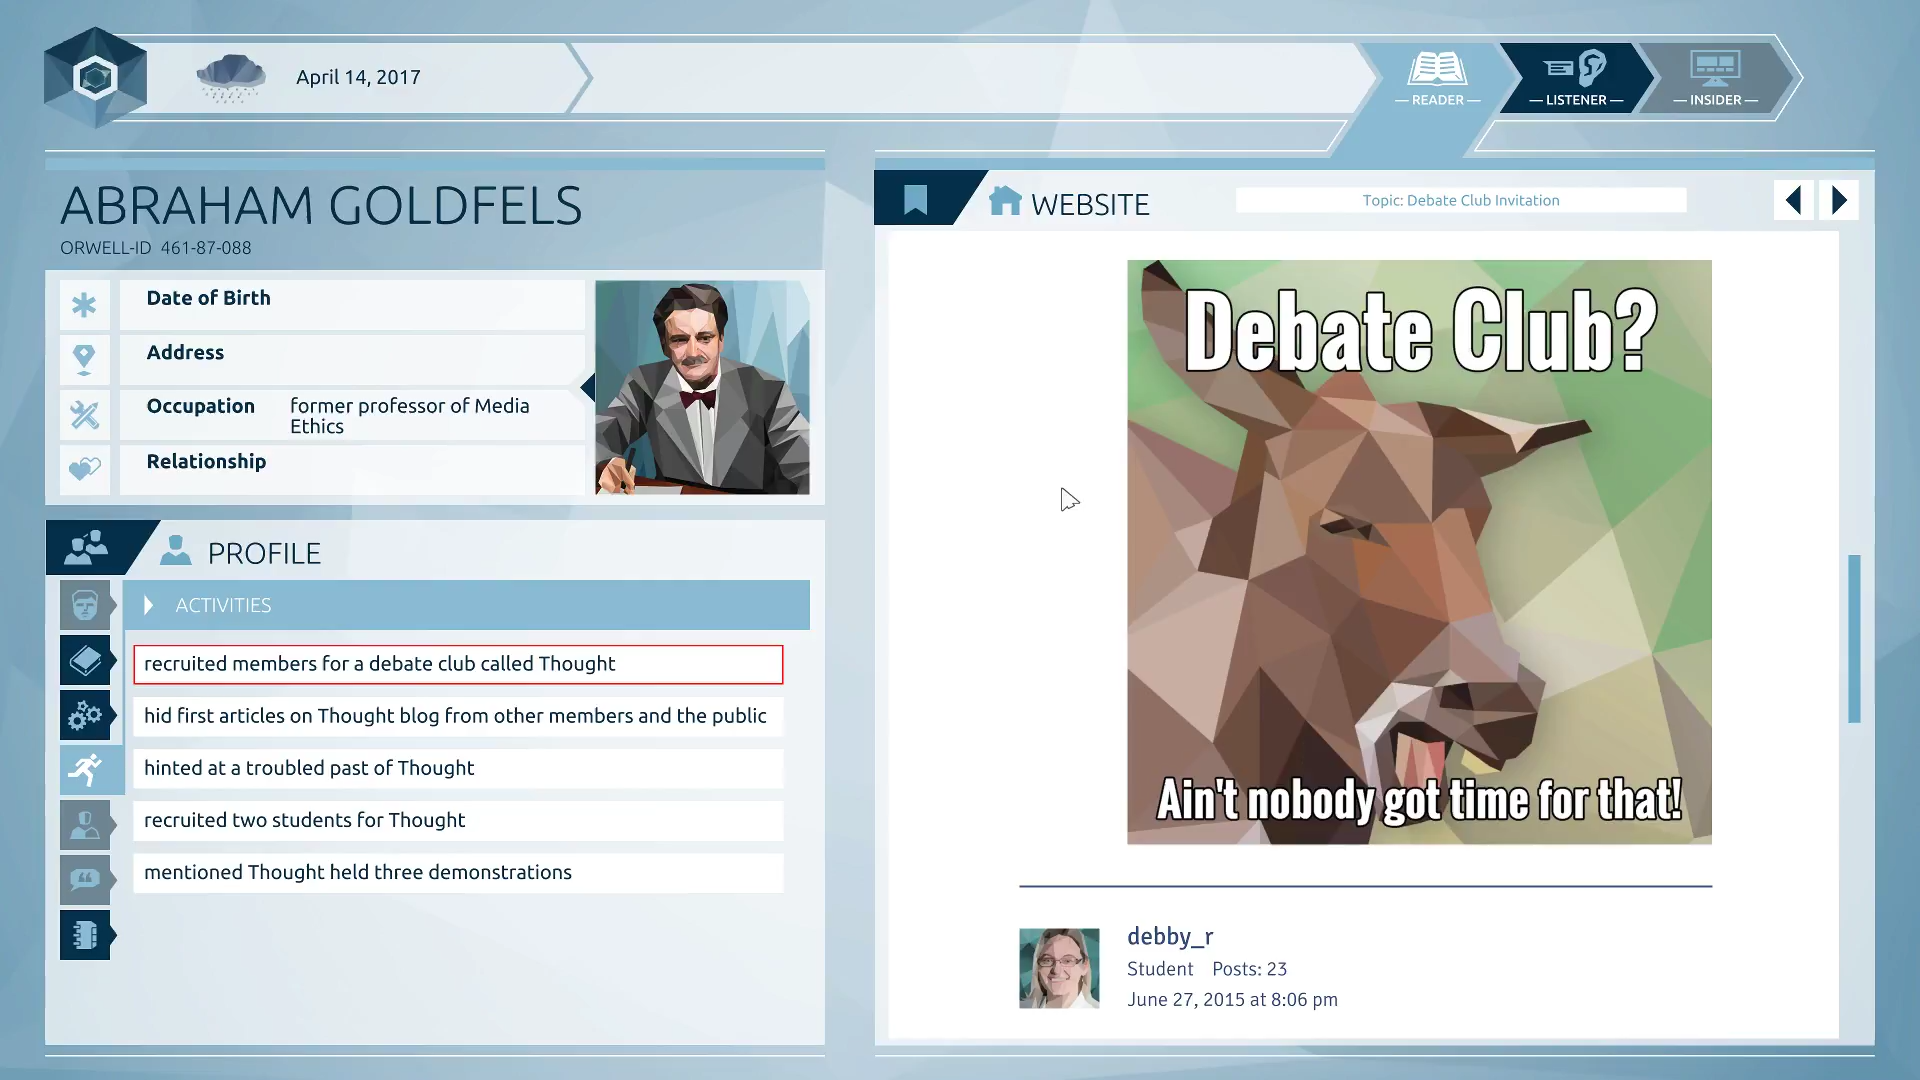 April 14, 2017
READER
LISTENER
INSIDER
ABRAHAM GOLDFELS
ORWELL-ID 461-87-088
Date of Birth
Address
Occupation former professor of Media
Ethics
Relationship
PROFILE
ACTIVITIES
recruited members for a debate club called Thought
hid first articles on Thought blog from other members and the public
hinted at a troubled past of Thought
recruited two students for Thought
mentioned Thought held three demonstrations
WEBSITE
Topic: Debate Club Invitation
Debate Club?
Ain't nobody got time for that!
debby_r
Student Posts: 23
June 27, 2015 at 8:06 pm